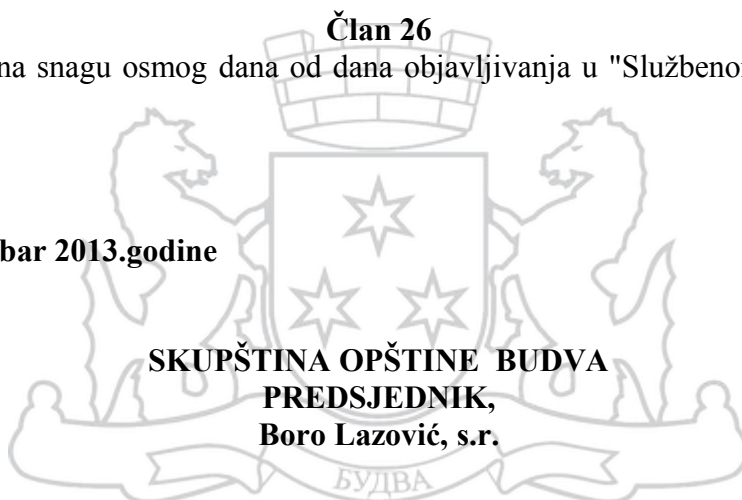 Član 26
na snagu osmog dana od dana objavljivanja u "Službeno
bar 2013.godine
SKUPŠTINA OPŠTINE BUDVA
PREDSJEDNIK,
Boro Lazović, s.r.
БУДВА